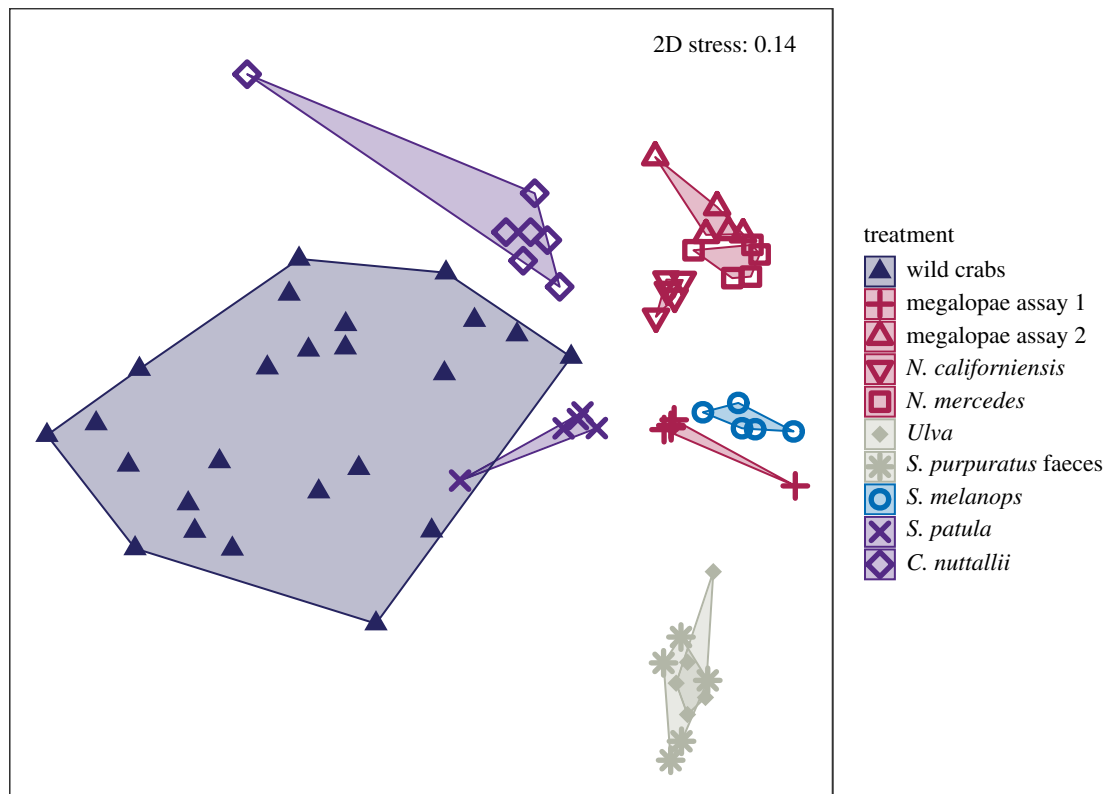 2D stress: 0.14
treatment
wild crabs
megalopae assay 1
megalopae assay 2
N. californiensis
N. mercedes
Ulva
S. purpuratus faeces
S. melanops
S. patula
C. nuttallii